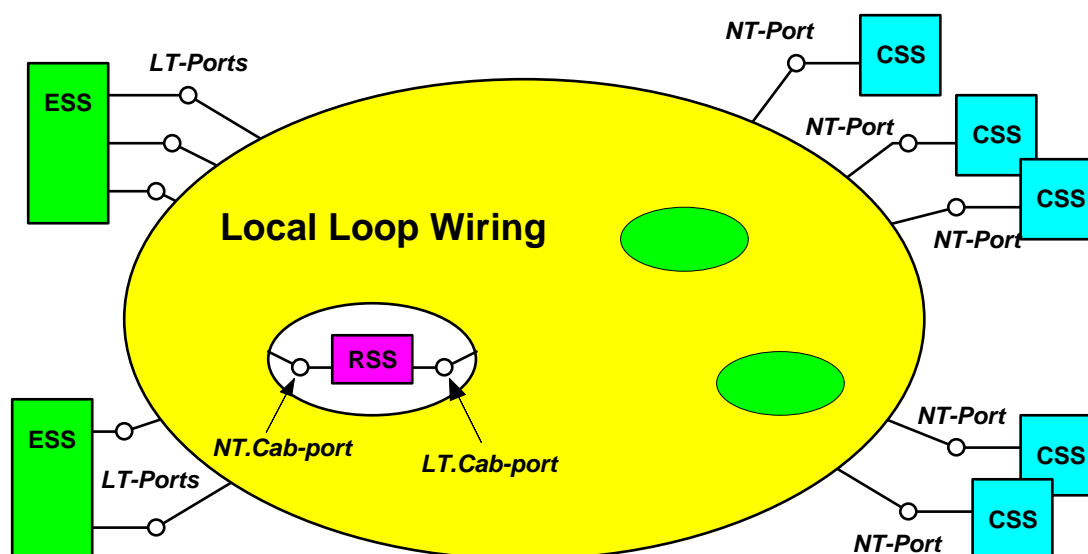 NT-Port
CSS
LT-Ports
ESS
NT-Port
CSS
CSS
NT-Port
Local Loop Wiring
RSS
NT.Cab-port
LT.Cab-port
ESS
LT-Ports
NT-Port
CSS
CSS
NT-Port